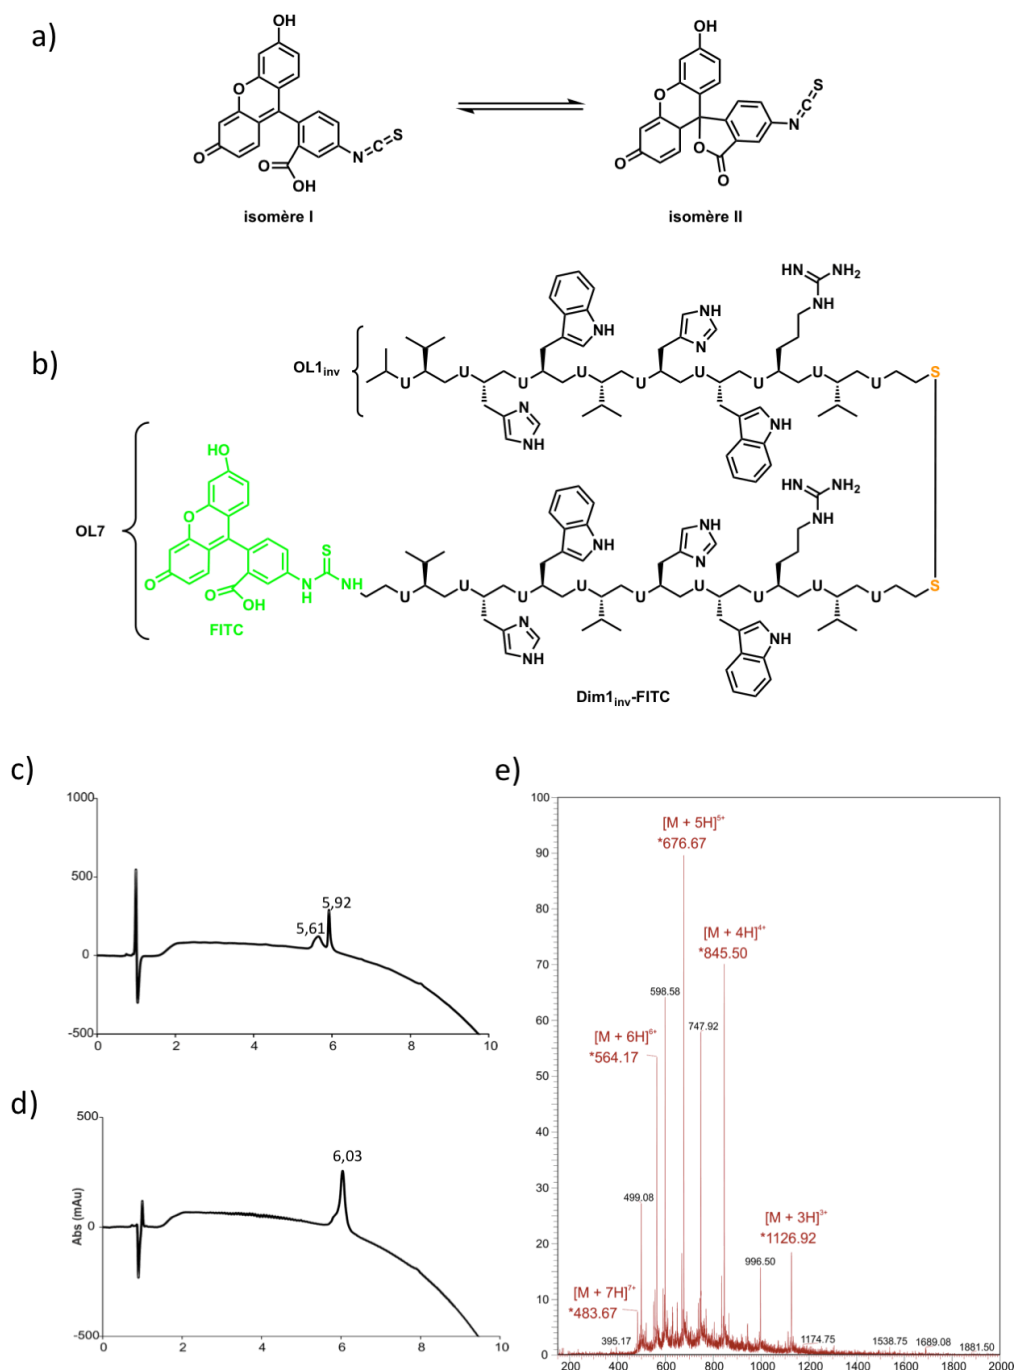 a)
OH
OH
O
O
O
N
C
S
N
C
S
O
O
O
OH
O
isomère I
isomère II
b)
OL1inv
HN
NH2
NH
NH
NH
N
U U U U U U U U S
N
NH
NH
HN
NH2
NH
NH
NH
N
OL7
HO
O
O
S
N
H
NH
O
OH
FITC
U U U U U U U U S
N
NH
NH
Dim1inv-FITC
c)
1000
500
0
-500
5,61
5,92
0 2 4 6 8 10
d)
500
0
-500
Abs (mAu)
6,03
0 2 4 6 8 10
e)
100
90
80
70
60
50
40
30
20
10
0
[M + 5H]5+
*676.67
[M + 4H]4+
*845.50
598.58
747.92
[M + 6H]6+
*564.17
499.08
[M + 3H]3+
*1126.92
996.50
[M + 7H]7+
*483.67
395.17
1174.75
1538.75
1689.08
1881.50
200 400 600 800 1000 1200 1400 1600 1800 2000